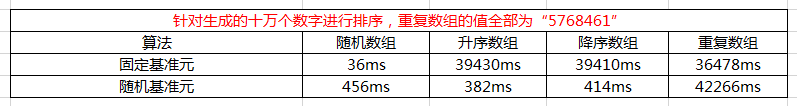 针对生成的十万个数字进行排序，重复数组的值全部为“5768461”
算法 随机数组 升序数组 降序数组 重复数组
固定基准元 36ms 39430ms 39410ms 36478ms
随机基准元 456ms 382ms 414ms 42266ms